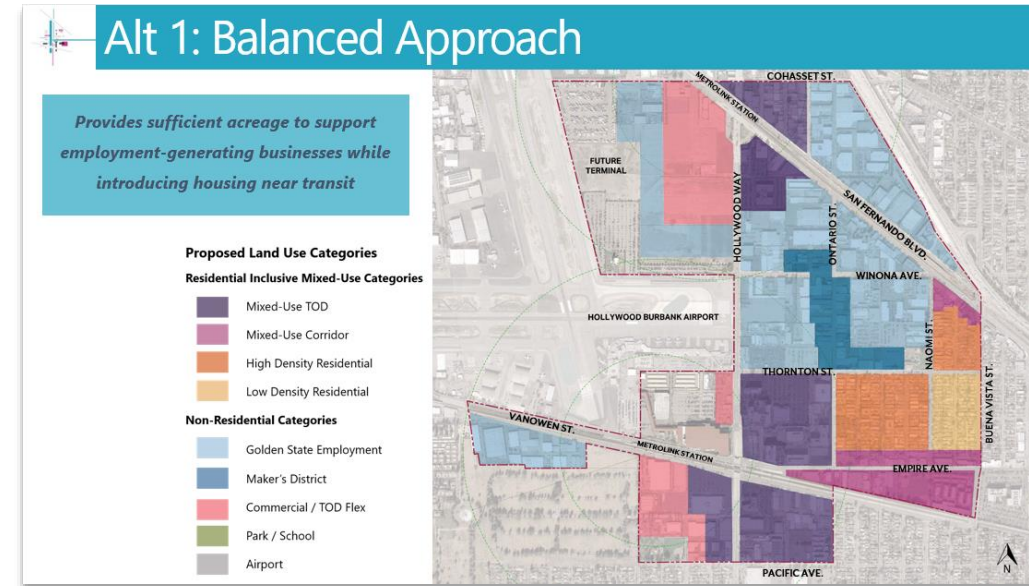 Alt 1: Balanced Approach
Provides sufficient acreage to support
employment-generating businesses while
introducing housing near transit
Proposed Land Use Categories
Residential Inclusive Mixed-Use Categories
Mixed-Use TOD
Mixed-Use Corridor
High Density Residential
Low Density Residential
Non-Residential Categories
Golden State Employment
Maker's District
Commercial / TOD Flex
Park / School
Airport
COHASSET ST.
METROLINK STATION
FUTURE
TERMINAL
HOLLYWOOD WAY
ONTARIO ST.
SAN FERNANDO BLVD.
WINONA AVE.
HOLLYWOOD BURBANK AIRPORT
NAOMI ST.
THORNTON ST.
BUENA VISTA ST.
VANOWEN ST.
METROLINK STATION
EMPIRE AVE.
PACIFIC AVE.
N